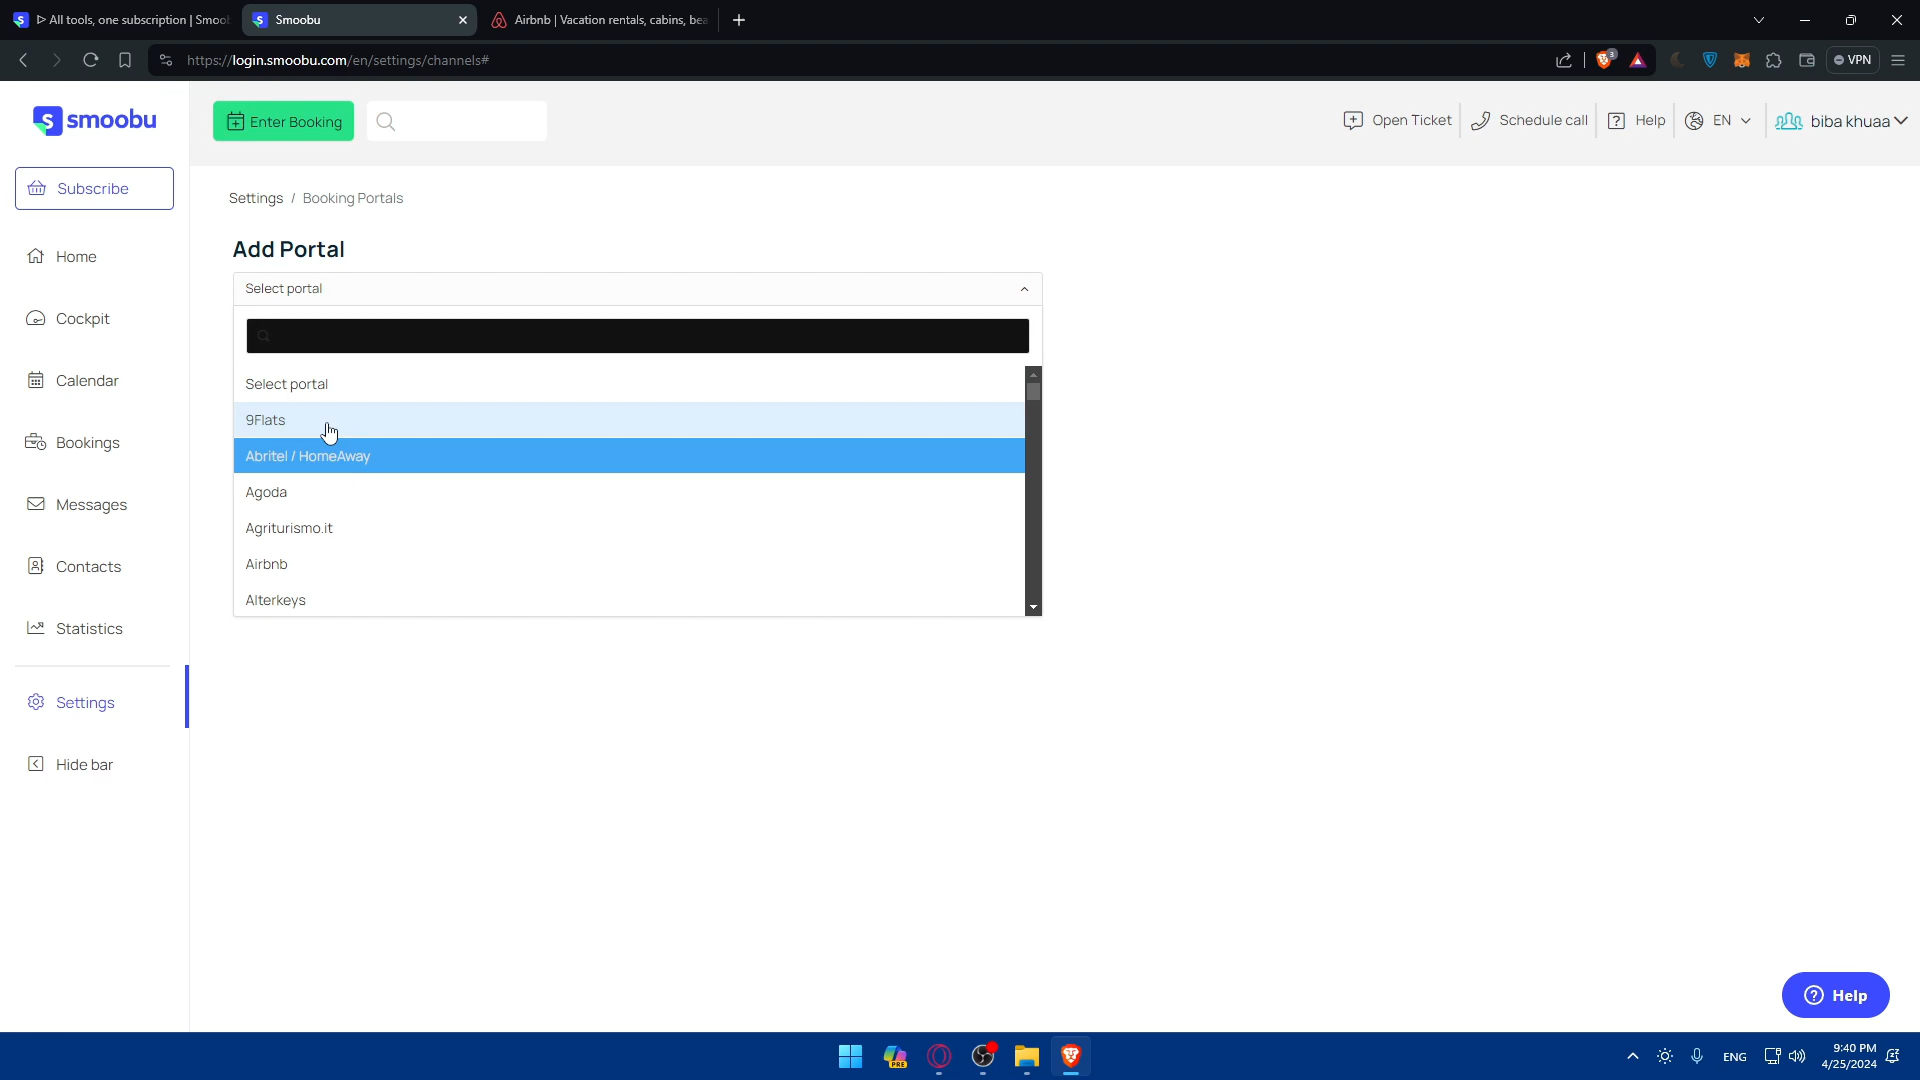 ▷ All tools, one subscription | Smoob
Smoobu
Airbnb | Vacation rentals, cabins, bea
https://login.smoobu.com/en/settings/channels#
3
VPN
smoobu
Enter Booking
Open Ticket
Schedule call
Help
EN
biba khuaa
Subscribe
Home
Cockpit
Calendar
Bookings
Messages
Contacts
Statistics
Settings
Hide bar
Settings / Booking Portals
Add Portal
Select portal
Select portal
9Flats
Abritel / HomeAway
Agoda
Agriturismo.it
Airbnb
Alterkeys
Help
PRE
ENG
9:40 PM
4/25/2024